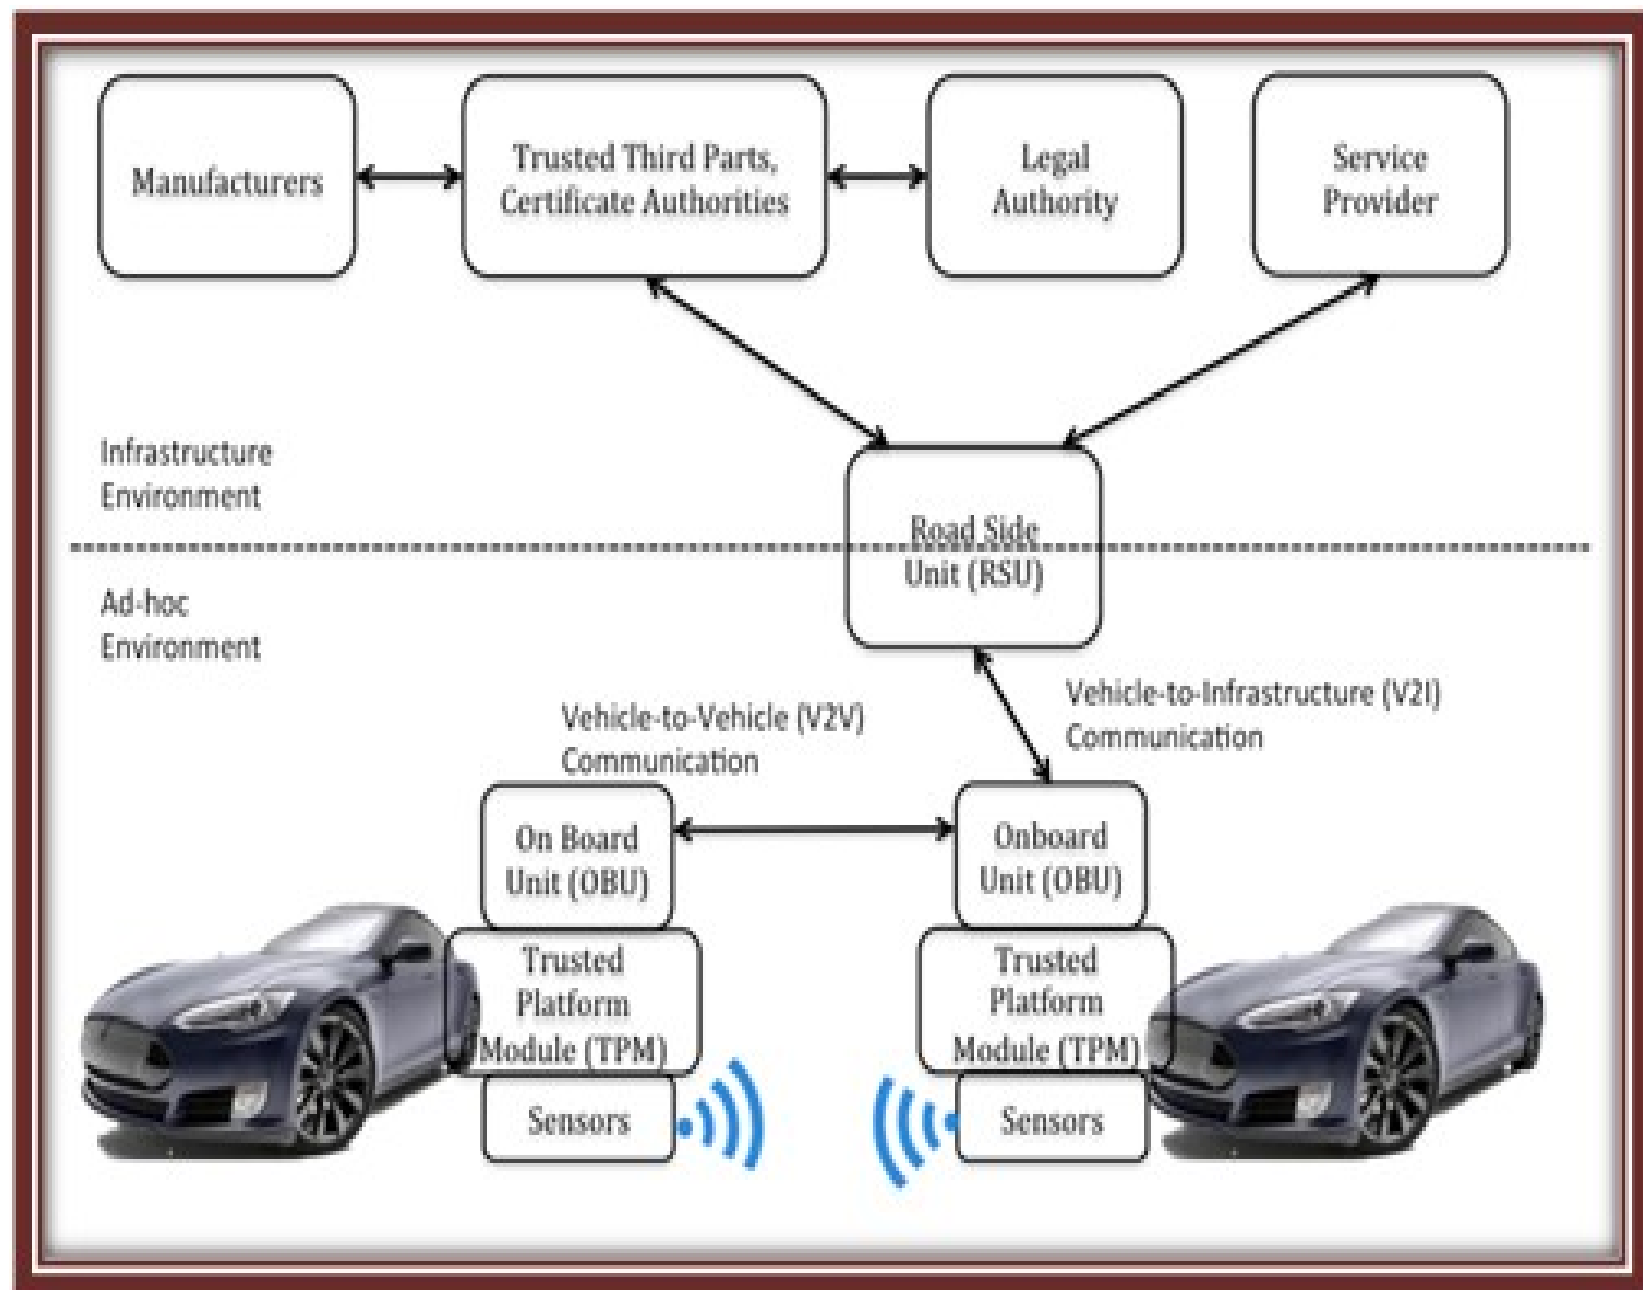 Manufacturers
Trusted Third Parts,
Certificate Authorities
Legal
Authority
Service
Provider
Infrastructure
Environment
Road Side
Unit (RSU)
Ad-hoc
Environment
Vehicle-to-Infrastructure (V2I)
Communication
Vehicle-to-Vehicle (V2V)
Communication
On Board
Unit (OBU)
Onboard
Unit (OBU)
Trusted
Platform
Module (TPM)
Trusted
Platform
Module (TPM)
Sensors
Sensors